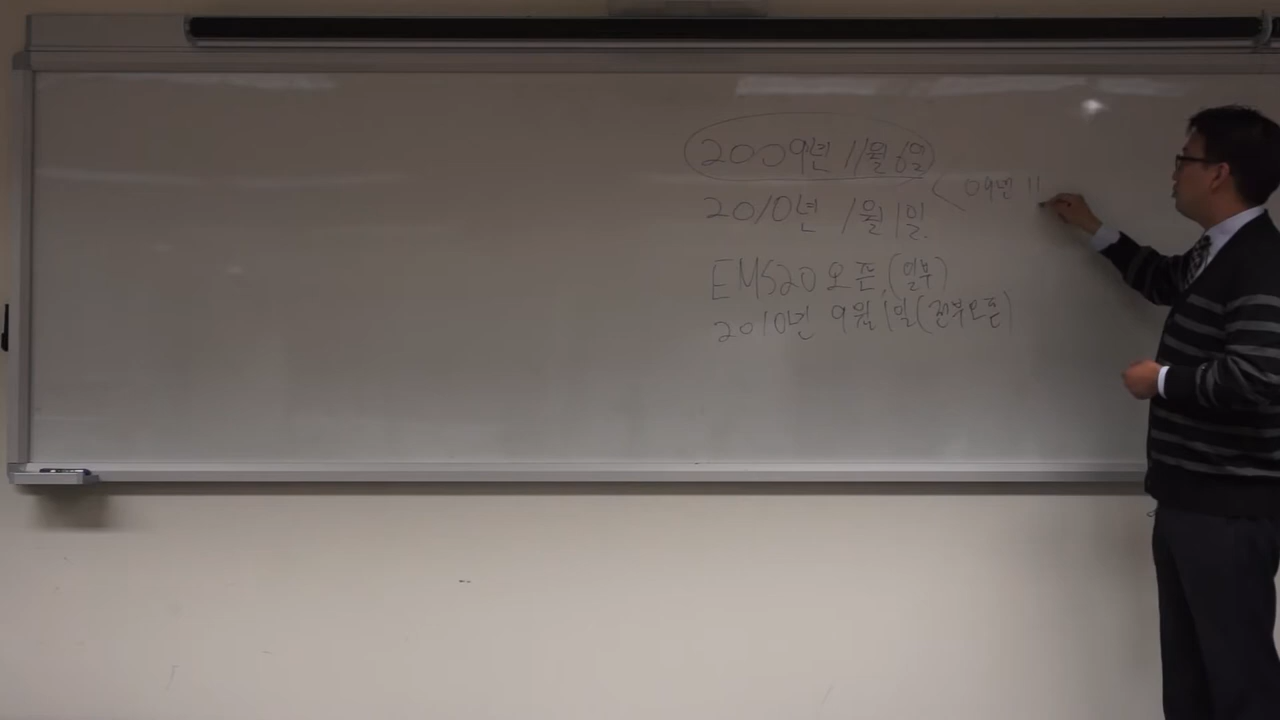 2009년 11월 6일
09년 11
2010년 1월 1일.
EMS20 오픈.(일부)
2010년 9월 1일(전부오픈)